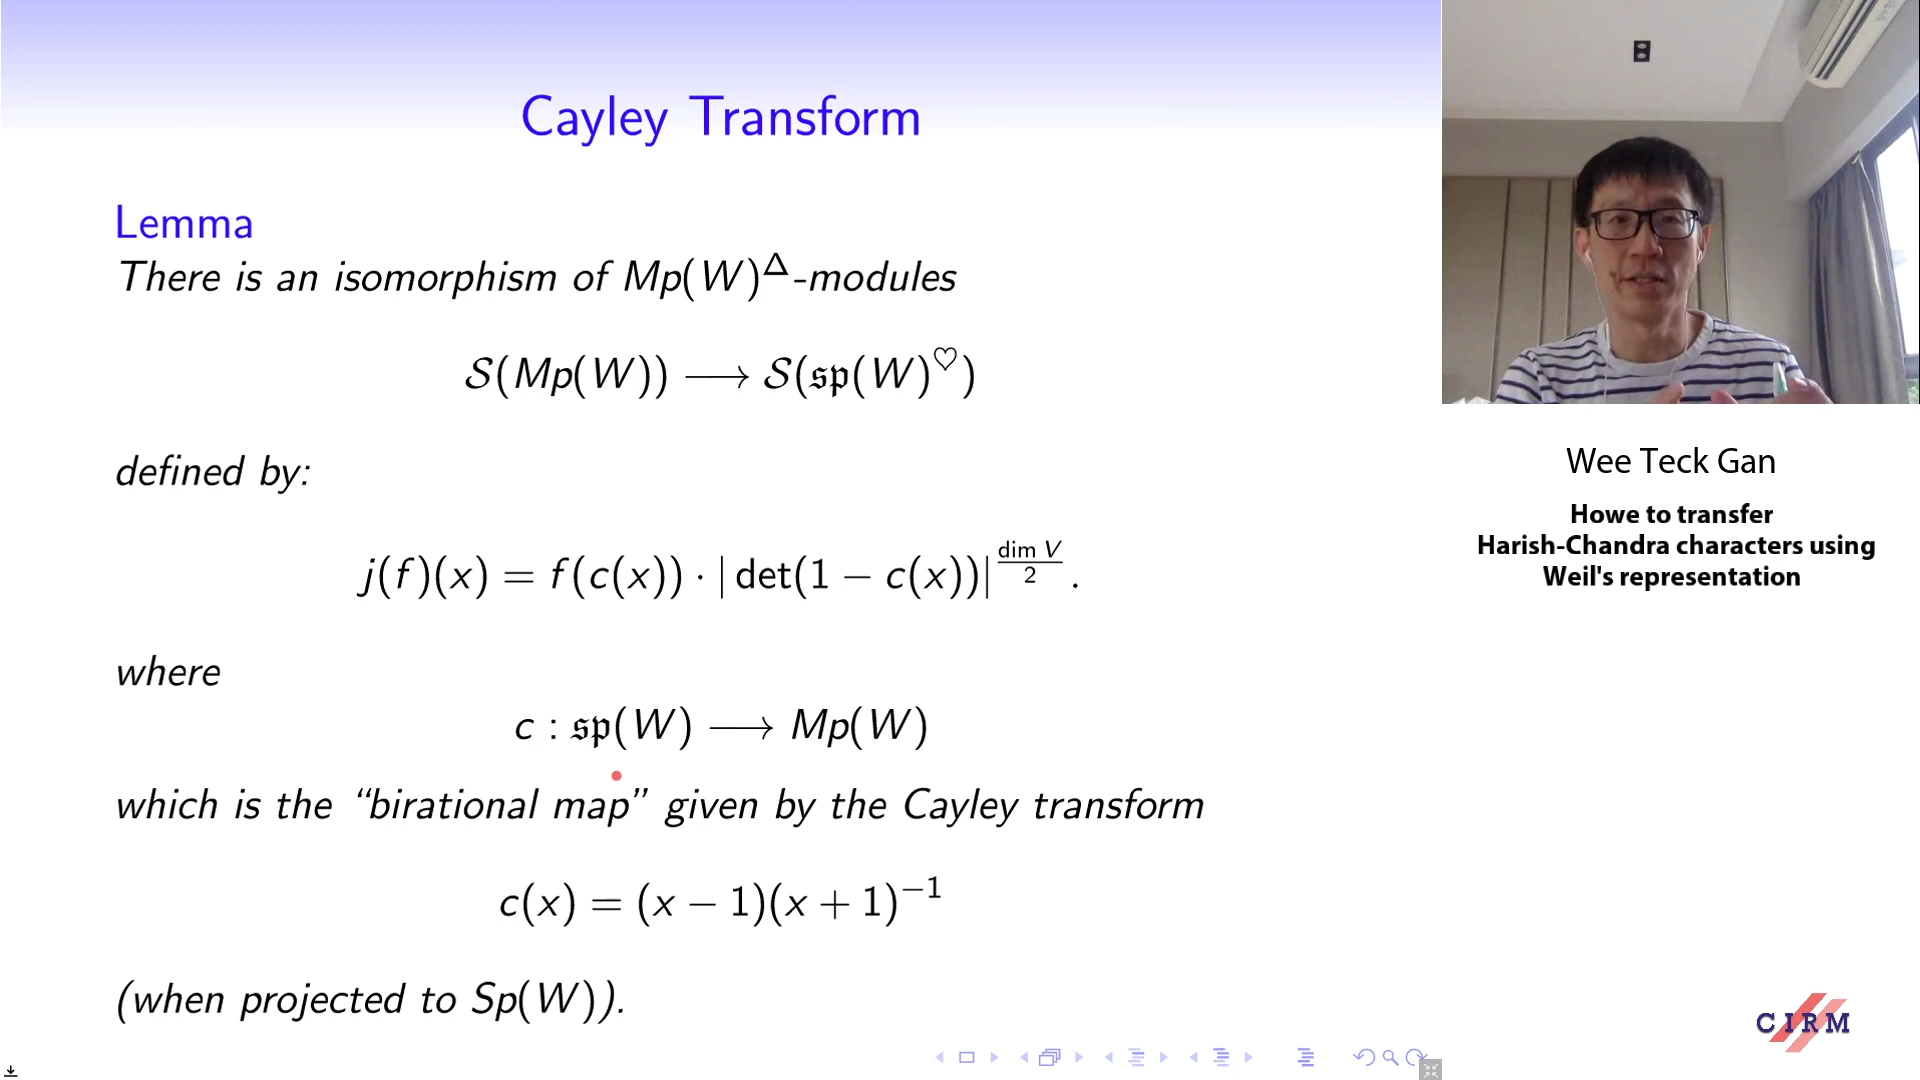 Cayley Transform
Lemma
There is an isomorphism of Mp(W)^Δ-modules
𝒮(Mp(W)) ⟶ 𝒮(𝔰𝔭(W)^♡)
defined by:
j(f)(x) = f(c(x)) · | det(1 − c(x))|^{dim V / 2}.
where
c : 𝔰𝔭(W) ⟶ Mp(W)
which is the “birational map” given by the Cayley transform
c(x) = (x − 1)(x + 1)^{−1}
(when projected to Sp(W)).
Wee Teck Gan
Howe to transfer
Harish-Chandra characters using
Weil's representation
CIRM